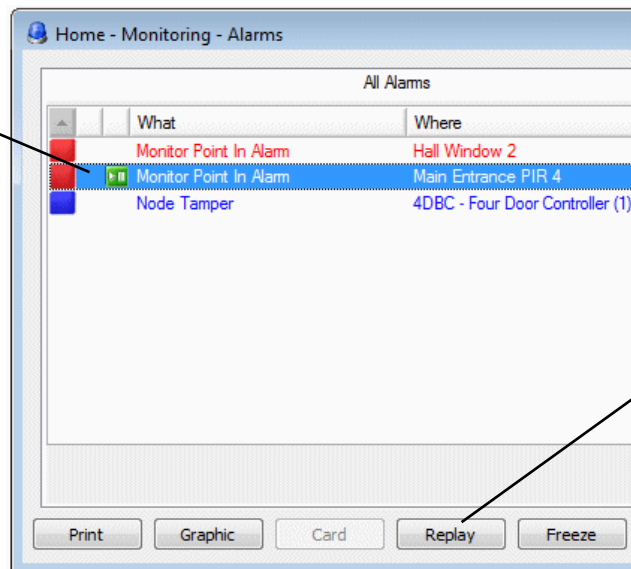 Home - Monitoring - Alarms
All Alarms
What Where
Monitor Point In Alarm Hall Window 2
Monitor Point In Alarm Main Entrance PIR 4
Node Tamper 4DBC - Four Door Controller (1)
Print Graphic Card Replay Freeze